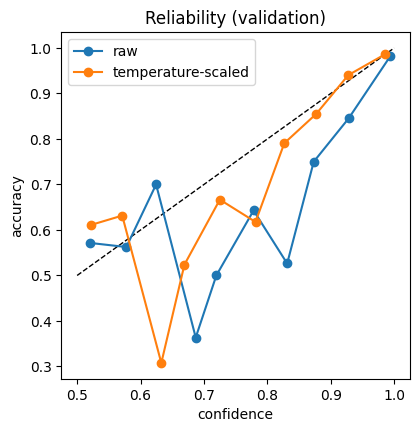 Reliability (validation)
raw
temperature-scaled
1.0
0.9
0.8
0.7
0.6
0.5
0.4
0.3
accuracy
0.5 0.6 0.7 0.8 0.9 1.0
confidence